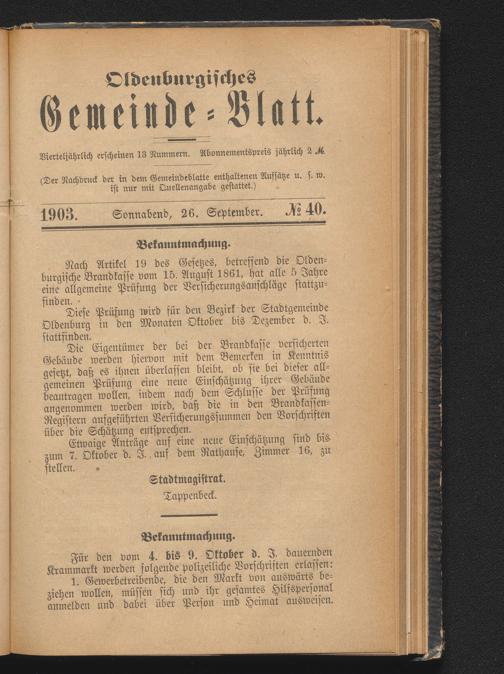 Oldenburgisches
Gemeinde-Blatt.
Vierteljährlich erscheinen 13 Nummern. Abonnementspreis jährlich 2 ℳ.
(Der Nachdruck der in dem Gemeindeblatte enthaltenen Aufsätze u. s. w.
ist nur mit Quellenangabe gestattet.)
1903. Sonnabend, 26. September. № 40.
Bekanntmachung.
Nach Artikel 19 des Gesetzes, betreffend die Olden-
burgische Brandkasse vom 15. August 1861, hat alle 5 Jahre
eine allgemeine Prüfung der Versicherungsanschläge stattzu-
finden.
Diese Prüfung wird für den Bezirk der Stadtgemeinde
Oldenburg in den Monaten Oktober bis Dezember d. J.
stattfinden.
Die Eigentümer der bei der Brandkasse versicherten
Gebäude werden hiervon mit dem Bemerken in Kenntnis
gesetzt, daß es ihnen überlassen bleibt, ob sie bei dieser all-
gemeinen Prüfung eine neue Einschätzung ihrer Gebäude
beantragen wollen, indem nach dem Schlusse der Prüfung
angenommen werden wird, daß die in den Brandkassen-
Registern aufgeführten Versicherungssummen den Vorschriften
über die Schätzung entsprechen.
Etwaige Anträge auf eine neue Einschätzung sind bis
zum 7. Oktober d. J. auf dem Rathause, Zimmer 16, zu
stellen.
Stadtmagistrat.
Tappenbeck.
Bekanntmachung.
Für den vom 4. bis 9. Oktober d. J. dauernden
Krammarkt werden folgende polizeiliche Vorschriften erlassen:
1. Gewerbetreibende, die den Markt von auswärts be-
ziehen wollen, müssen sich und ihr gesamtes Hilfspersonal
anmelden und dabei über Person und Heimat ausweisen.